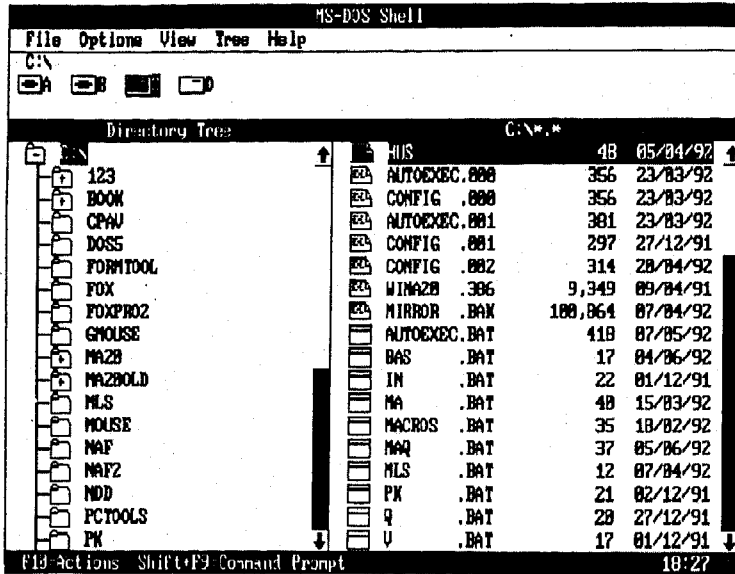 MS-DOS Shell
File Options View Tree Help
C:\
A B D
Directory Tree
123
BOOK
CPAV
DOS5
FORMTOOL
FOX
FOXPRO2
GMOUSE
MA20
MA20OLD
MLS
MOUSE
NAF
NAF2
NDD
PCTOOLS
PK
C:\*.*
HUS 48 05/04/92
AUTOEXEC.000 356 23/03/92
CONFIG .000 356 23/03/92
AUTOEXEC.001 381 23/03/92
CONFIG .001 297 27/12/91
CONFIG .002 314 20/04/92
WINA20 .386 9,349 09/04/91
MIRROR .BAK 100,864 07/04/92
AUTOEXEC.BAT 418 07/05/92
BAS .BAT 17 04/06/92
IN .BAT 22 01/12/91
MA .BAT 40 15/03/92
MACROS .BAT 35 18/02/92
MAQ .BAT 37 05/06/92
MLS .BAT 12 07/04/92
PK .BAT 21 02/12/91
Q .BAT 20 27/12/91
V .BAT 17 01/12/91
F10=Actions Shift+F9=Command Prompt 18:27